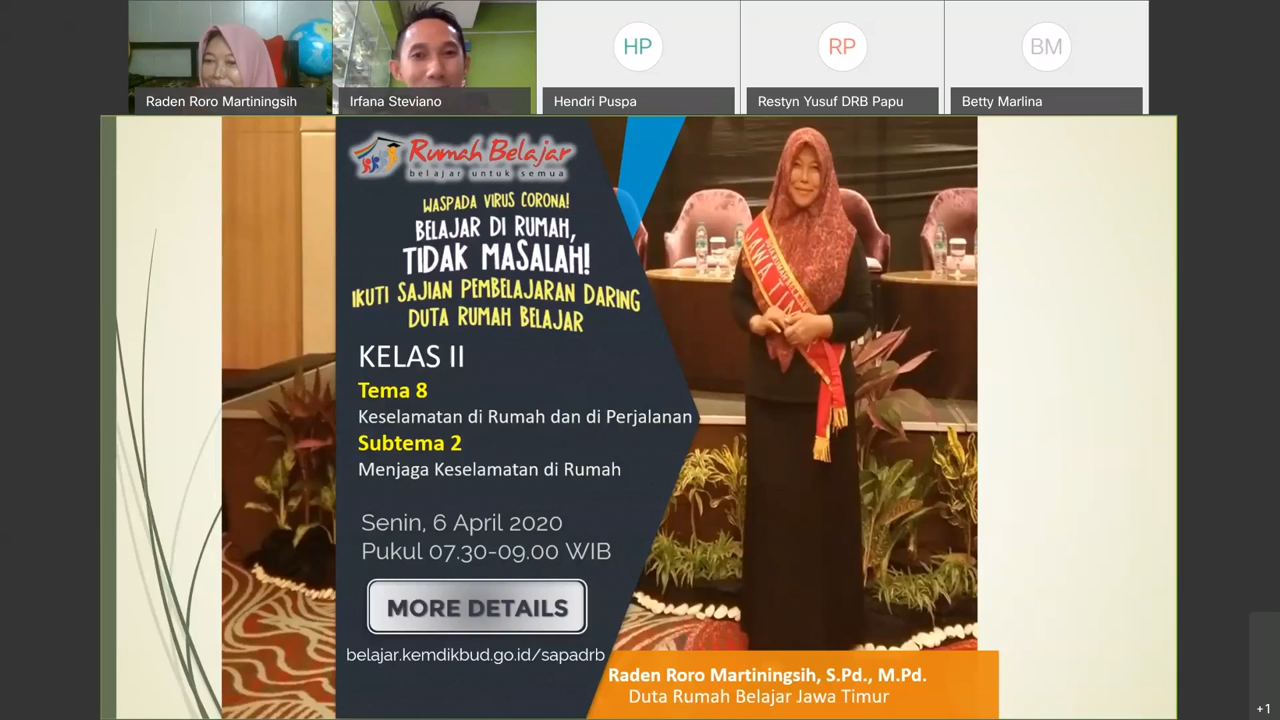 Raden Roro Martiningsih
Irfana Steviano
HP
Hendri Puspa
RP
Restyn Yusuf DRB Papu
BM
Betty Marlina
Rumah Belajar
belajar untuk semua
WASPADA VIRUS CORONA!
BELAJAR DI RUMAH,
TIDAK MASALAH!
IKUTI SAJIAN PEMBELAJARAN DARING
DUTA RUMAH BELAJAR
KELAS II
Tema 8
Keselamatan di Rumah dan di Perjalanan
Subtema 2
Menjaga Keselamatan di Rumah
Senin, 6 April 2020
Pukul 07.30-09.00 WIB
MORE DETAILS
belajar.kemdikbud.go.id/sapadrb
Raden Roro Martiningsih, S.Pd., M.Pd.
Duta Rumah Belajar Jawa Timur
+1